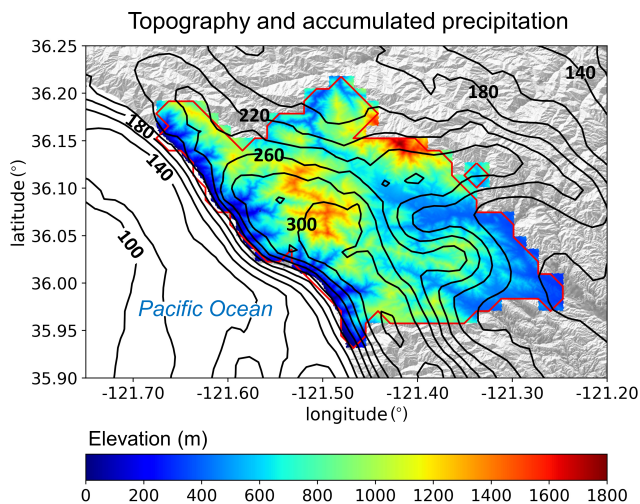 Topography and accumulated precipitation
36.25
36.20
36.15
36.10
36.05
36.00
35.95
35.90
latitude(°)
140
180
220
180
260
140
300
100
Pacific Ocean
-121.70 -121.60 -121.50 -121.40 -121.30 -121.20
longitude(°)
Elevation (m)
0 200 400 600 800 1000 1200 1400 1600 1800